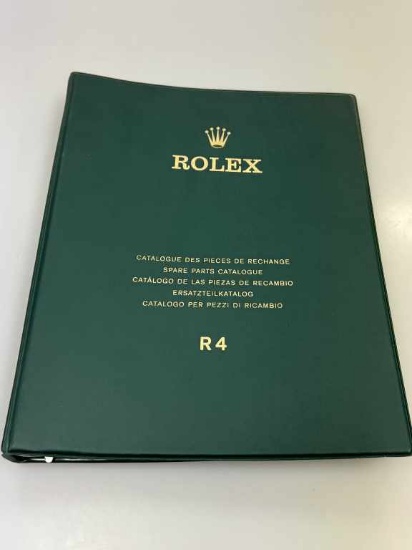 ROLEX
CATALOGUE DES PIECES DE RECHANGE
SPARE PARTS CATALOGUE
CATÁLOGO DE LAS PIEZAS DE RECAMBIO
ERSATZTEILKATALOG
CATALOGO PER PEZZI DI RICAMBIO
R4